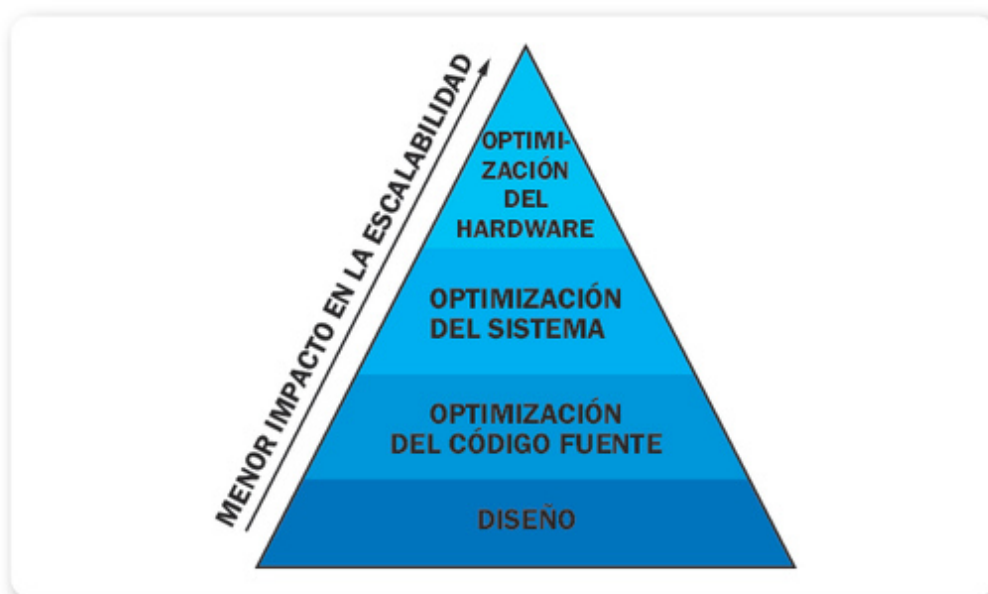 MENOR IMPACTO EN LA ESCALABILIDAD
OPTIMI-
ZACIÓN
DEL
HARDWARE
OPTIMIZACIÓN
DEL SISTEMA
OPTIMIZACIÓN
DEL CÓDIGO FUENTE
DISEÑO